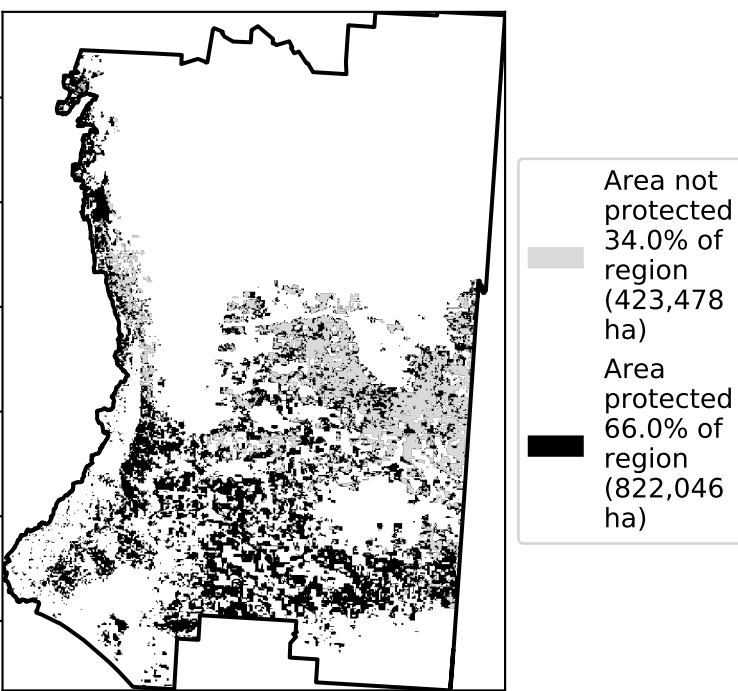 Area not
protected
34.0% of
region
(423,478
ha)
Area
protected
66.0% of
region
(822,046
ha)